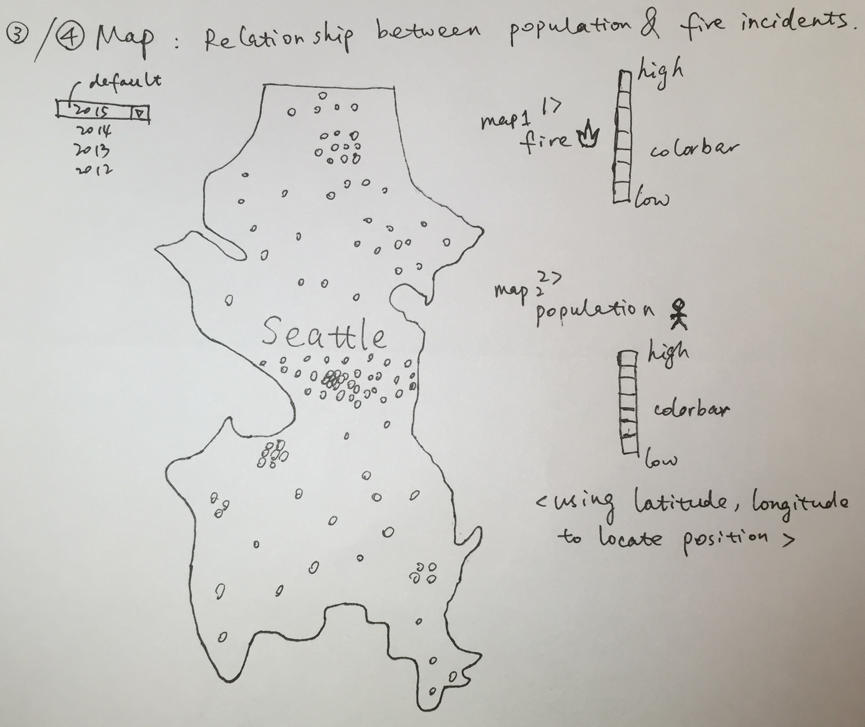 ③/④ Map : Relationship between population & fire incidents.
default
2015
2014
2013
2012
map1 1>
fire
high
colorbar
low
Seattle
map2 2>
population
high
colorbar
low
<using latitude, longitude
to locate position>